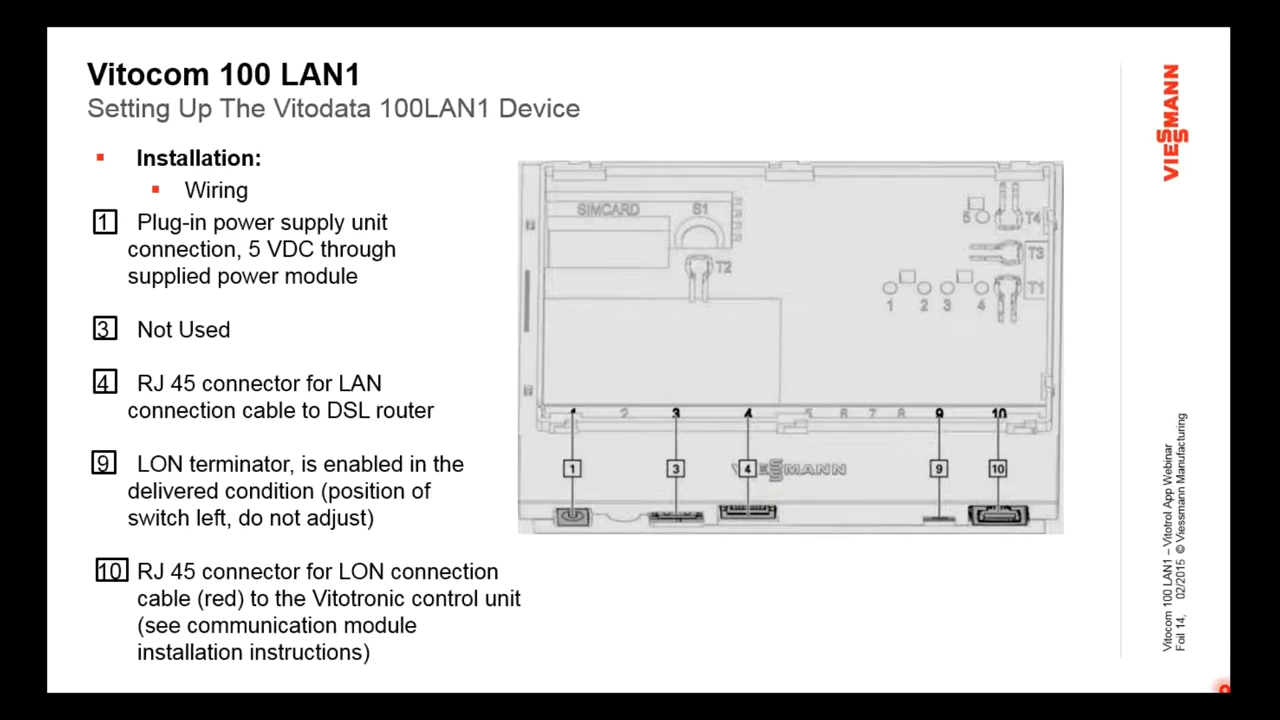 Vitocom 100 LAN1
Setting Up The Vitodata 100LAN1 Device
Installation:
Wiring
1 Plug-in power supply unit
connection, 5 VDC through
supplied power module
3 Not Used
4 RJ 45 connector for LAN
connection cable to DSL router
9 LON terminator, is enabled in the
delivered condition (position of
switch left, do not adjust)
10 RJ 45 connector for LON connection
cable (red) to the Vitotronic control unit
(see communication module
installation instructions)
SIMCARD S1
T2
5 T4
T3
T1
1 2 3 4
1 2 3 4 5 6 7 8 9 10
1 3 4 VIESSMANN 9 10
VIESSMANN
Vitocom 100 LAN1 – Vitotrol App Webinar
Foil 14, 02/2015 © Viessmann Manufacturing